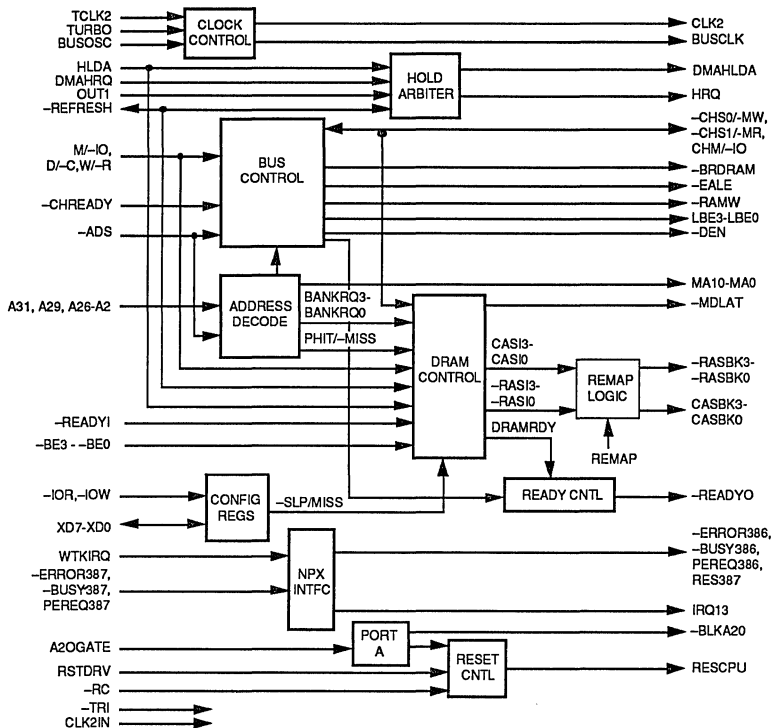 TCLK2
TURBO
BUSOSC
CLOCK
CONTROL
CLK2
BUSCLK
HLDA
DMAHRQ
OUT1
–REFRESH
HOLD
ARBITER
DMAHLDA
HRQ
M/–IO,
D/–C,W/–R
–CHREADY
–ADS
BUS
CONTROL
–CHS0/-MW,
–CHS1/-MR,
CHM/–IO
–BRDRAM
–EALE
–RAMW
LBE3-LBE0
–DEN
A31, A29, A26-A2
ADDRESS
DECODE
BANKRQ3-
BANKRQ0
PHIT/–MISS
DRAM
CONTROL
MA10-MA0
–MDLAT
CASI3-
CASI0
–RASI3-
–RASI0
DRAMRDY
REMAP
LOGIC
REMAP
–RASBK3-
–RASBK0
CASBK3-
CASBK0
–READYI
–BE3 - –BE0
–IOR,–IOW
XD7-XD0
CONFIG
REGS
–SLP/MISS
READY CNTL
–READYO
WTKIRQ
–ERROR387,
–BUSY387,
PEREQ387
NPX
INTFC
–ERROR386,
–BUSY386,
PEREQ386,
RES387
IRQ13
A2OGATE
RSTDRV
–RC
PORT
A
–BLKA20
RESET
CNTL
RESCPU
–TRI
CLK2IN